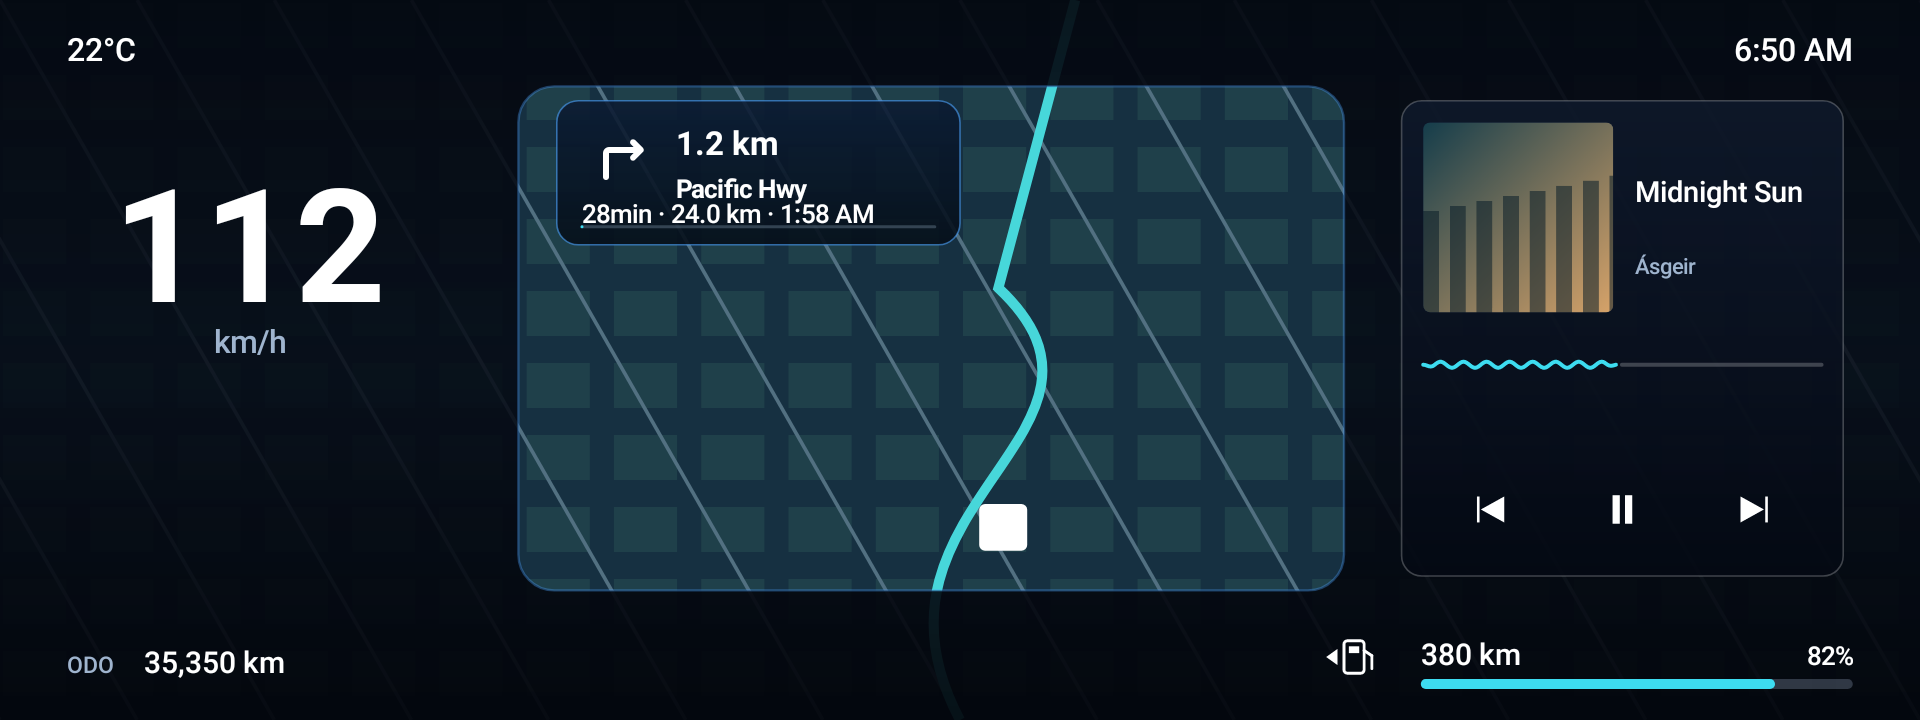 22°C
6:50 AM
112
km/h
1.2 km
Pacific Hwy
28min · 24.0 km · 1:58 AM
Midnight Sun
Ásgeir
ODO 35,350 km
380 km 82%